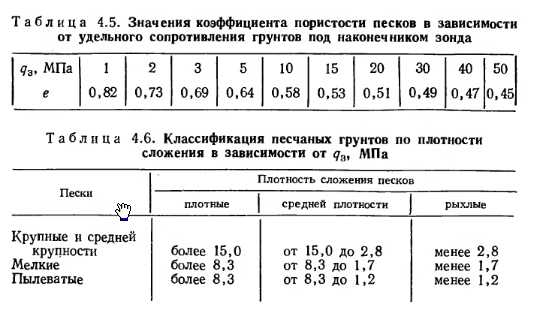 Таблица 4.5. Значения коэффициента пористости песков в зависимости
от удельного сопротивления грунтов под наконечником зонда
qз, МПа 1 2 3 5 10 15 20 30 40 50
e 0,82 0,73 0,69 0,64 0,58 0,53 0,51 0,49 0,47 0,45
Таблица 4.6. Классификация песчаных грунтов по плотности
сложения в зависимости от qз, МПа
Пески
Плотность сложения песков
плотные средней плотности рыхлые
Крупные и средней
крупности более 15,0 от 15,0 до 2,8 менее 2,8
Мелкие более 8,3 от 8,3 до 1,7 менее 1,7
Пылеватые более 8,3 от 8,3 до 1,2 менее 1,2